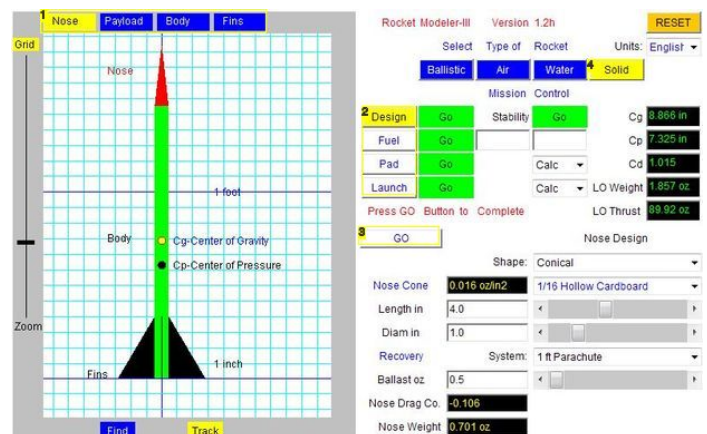 1 Nose Payload Body Fins
Grid
Nose
1 foot
Body
Cg-Center of Gravity
Cp-Center of Pressure
Zoom
1 inch
Fins
Find Track
Rocket Modeler-III Version 1.2h RESET
Select Type of Rocket Units: English
Ballistic Air Water 4 Solid
Mission Control
2 Design Go Stability Go Cg 8.866 in
Fuel Go Cp 7.325 in
Pad Go Calc Cd 1.015
Launch Go Calc LO Weight 1.857 oz
Press GO Button to Complete LO Thrust 89.92 oz
3 GO Nose Design
Shape: Conical
Nose Cone 0.016 oz/in2 1/16 Hollow Cardboard
Length in 4.0
Diam in 1.0
Recovery System: 1 ft Parachute
Ballast oz 0.5
Nose Drag Co. -0.106
Nose Weight 0.701 oz